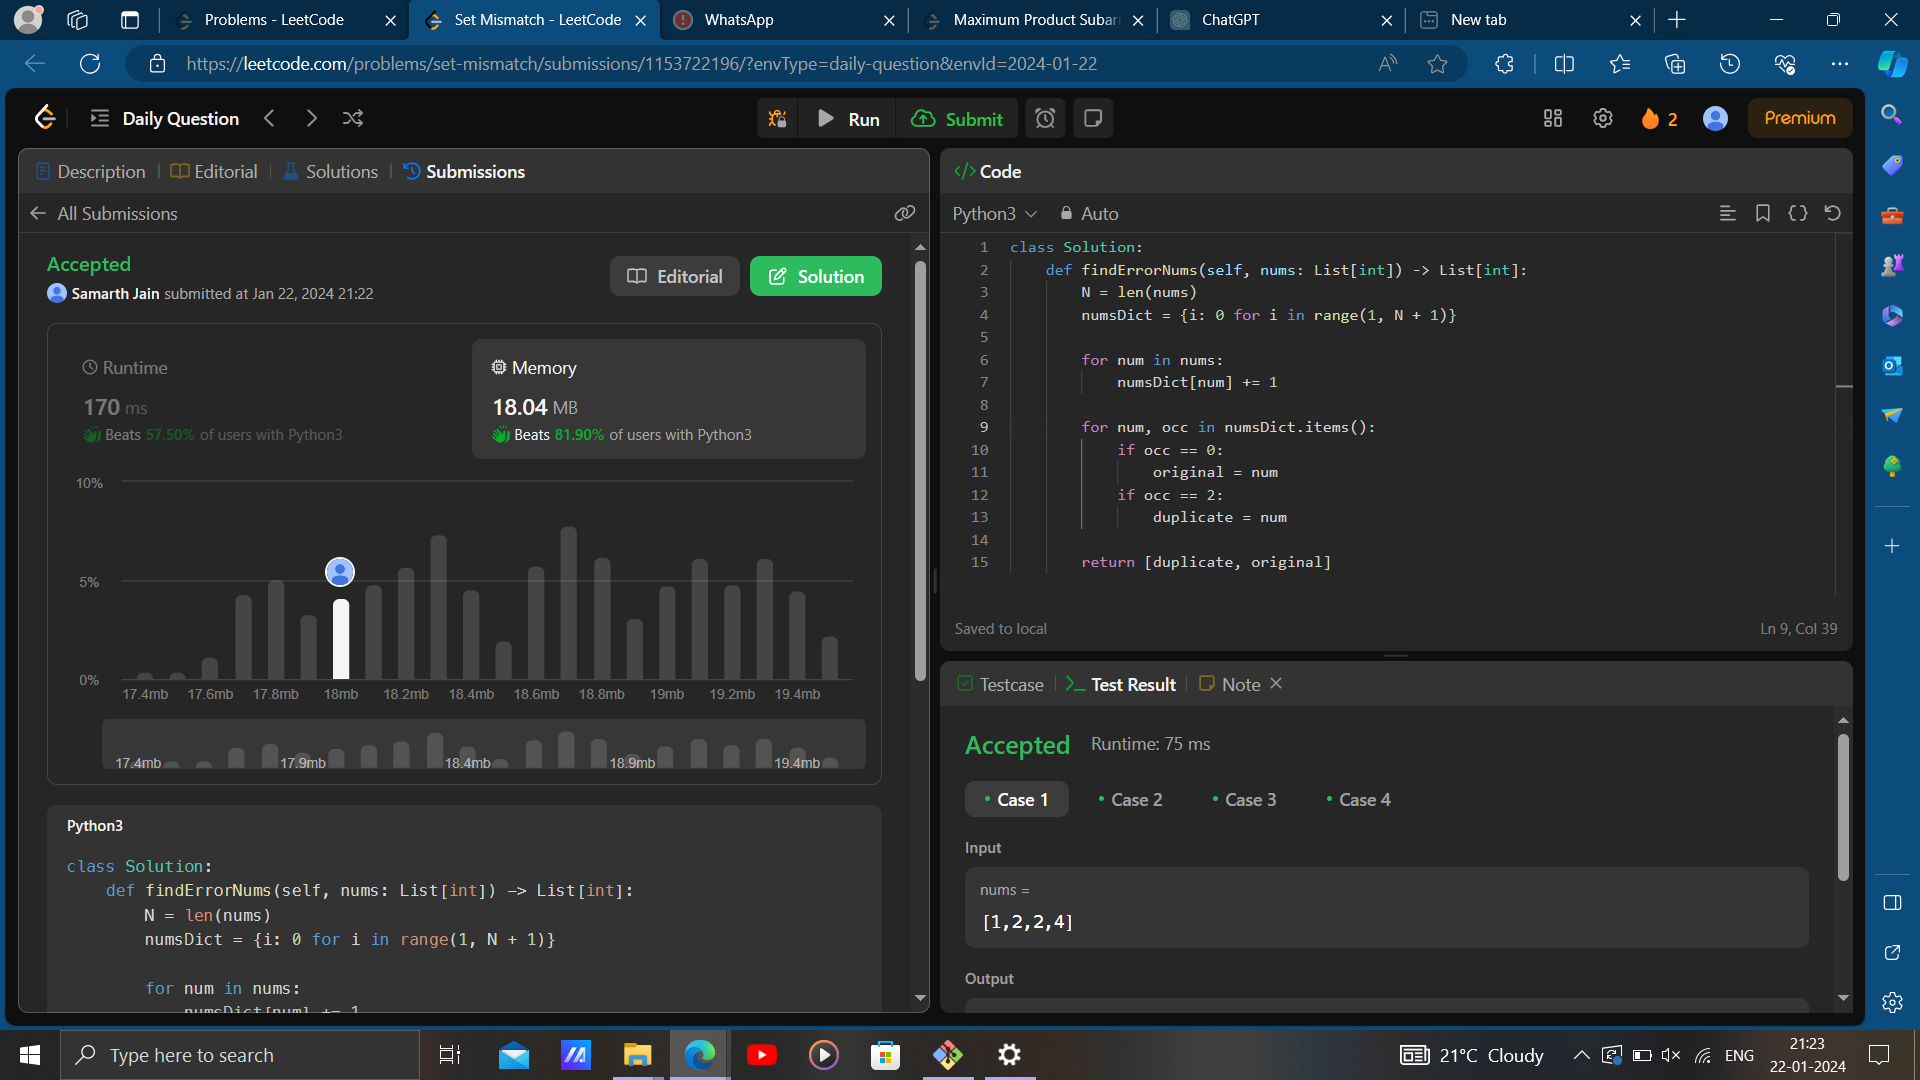 Problems - LeetCode
Set Mismatch - LeetCode
WhatsApp
Maximum Product Subar
ChatGPT
New tab
https://leetcode.com/problems/set-mismatch/submissions/1153722196/?envType=daily-question&envId=2024-01-22
Daily Question
Run
Submit
2
Premium
Description
Editorial
Solutions
Submissions
All Submissions
Accepted
Samarth Jain submitted at Jan 22, 2024 21:22
Editorial
Solution
Runtime
170 ms
Beats 57.50% of users with Python3
Memory
18.04 MB
Beats 81.90% of users with Python3
10%
5%
0%
17.4mb 17.6mb 17.8mb 18mb 18.2mb 18.4mb 18.6mb 18.8mb 19mb 19.2mb 19.4mb
17.4mb 17.9mb 18.4mb 18.9mb 19.4mb
Python3
class Solution:
def findErrorNums(self, nums: List[int]) -> List[int]:
N = len(nums)
numsDict = {i: 0 for i in range(1, N + 1)}
for num in nums:
numsDict[num] += 1
</> Code
Python3
Auto
1 class Solution:
2 def findErrorNums(self, nums: List[int]) -> List[int]:
3 N = len(nums)
4 numsDict = {i: 0 for i in range(1, N + 1)}
5
6 for num in nums:
7 numsDict[num] += 1
8
9 for num, occ in numsDict.items():
10 if occ == 0:
11 original = num
12 if occ == 2:
13 duplicate = num
14
15 return [duplicate, original]
Saved to local
Ln 9, Col 39
Testcase
Test Result
Note
Accepted
Runtime: 75 ms
Case 1
Case 2
Case 3
Case 4
Input
nums =
[1,2,2,4]
Output
Type here to search
21°C Cloudy
ENG
21:23
22-01-2024